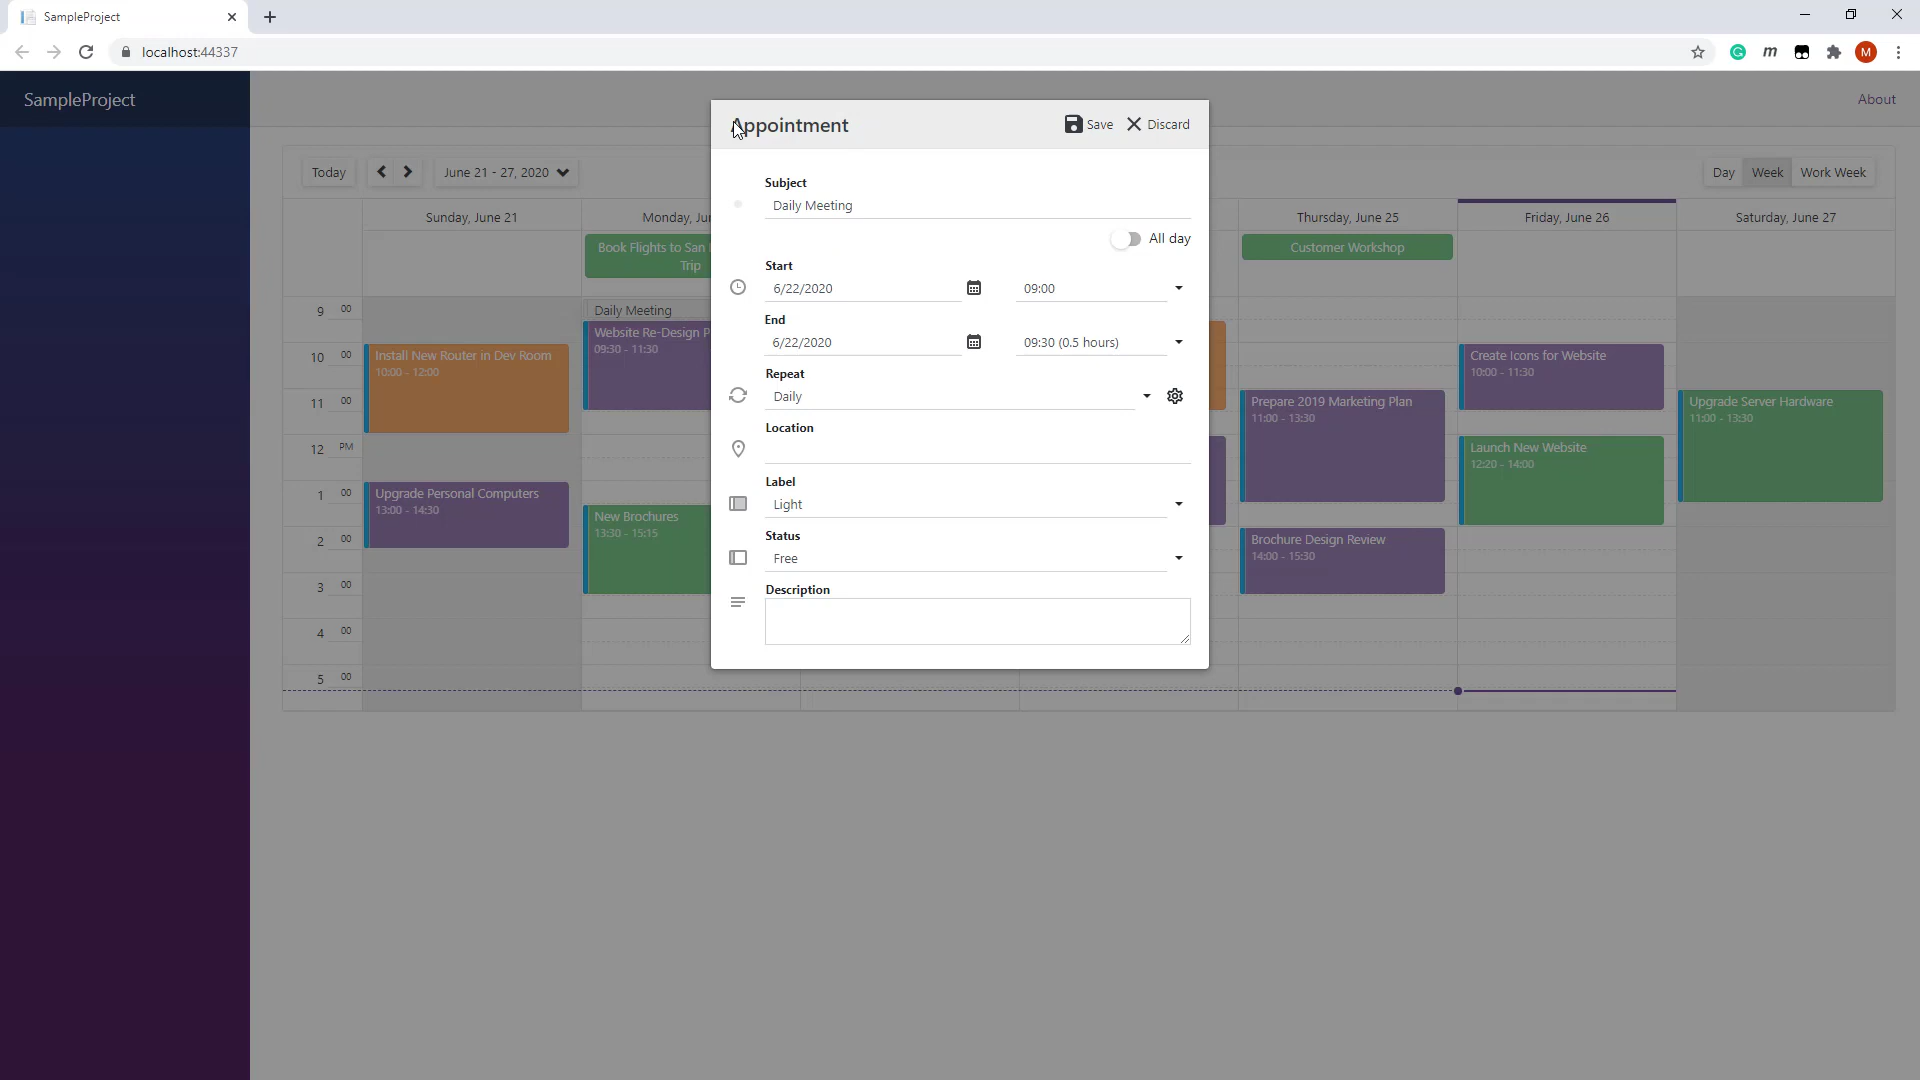 SampleProject
localhost:44337
M
SampleProject
About
Today
June 21 - 27, 2020
Day
Week
Work Week
Sunday, June 21
Monday,
Thursday, June 25
Friday, June 26
Saturday, June 27
Book Flights to San
Trip
Customer Workshop
9 00
10 00
11 00
12 PM
1 00
2 00
3 00
4 00
5 00
Install New Router in Dev Room
10:00 - 12:00
Upgrade Personal Computers
13:00 - 14:30
Daily Meeting
Website Re-Design
09:30 - 11:30
New Brochures
13:30 - 15:15
Prepare 2019 Marketing Plan
11:00 - 13:30
Brochure Design Review
14:00 - 15:30
Create Icons for Website
10:00 - 11:30
Launch New Website
12:20 - 14:00
Upgrade Server Hardware
11:00 - 13:30
Appointment
Save
Discard
Subject
Daily Meeting
All day
Start
6/22/2020
09:00
End
6/22/2020
09:30 (0.5 hours)
Repeat
Daily
Location
Label
Light
Status
Free
Description